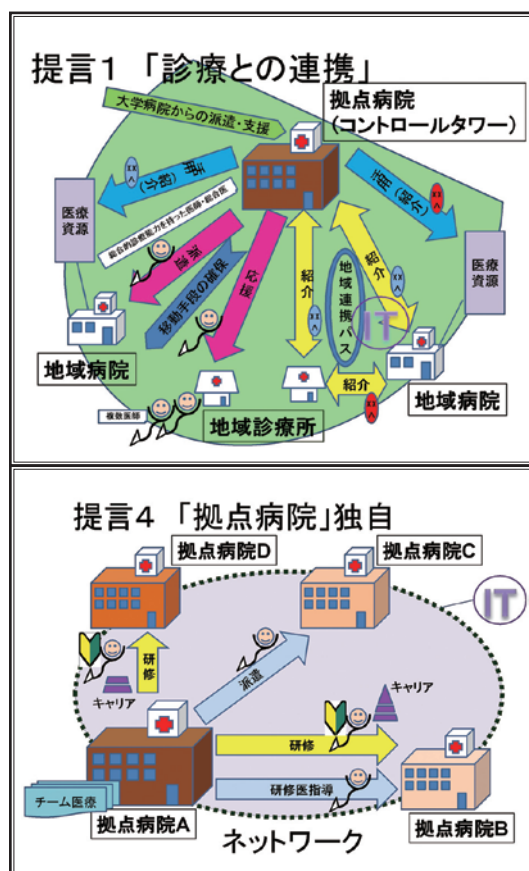 提言１ 「診療との連携」
大学病院からの派遣・支援
拠点病院
（コントロールタワー）
(紹介)
(紹介)
医療
資源
総合的診療能力を持った医師・総合医
派遣
移動手段の確保
応援
紹介
地域連携パス
紹介
IT
医療
資源
地域病院
紹介
地域病院
複数医師
地域診療所
提言４ 「拠点病院」独自
拠点病院D
拠点病院C
IT
研修
派遣
キャリア
キャリア
研修
チーム医療
研修医指導
拠点病院A
拠点病院B
ネットワーク